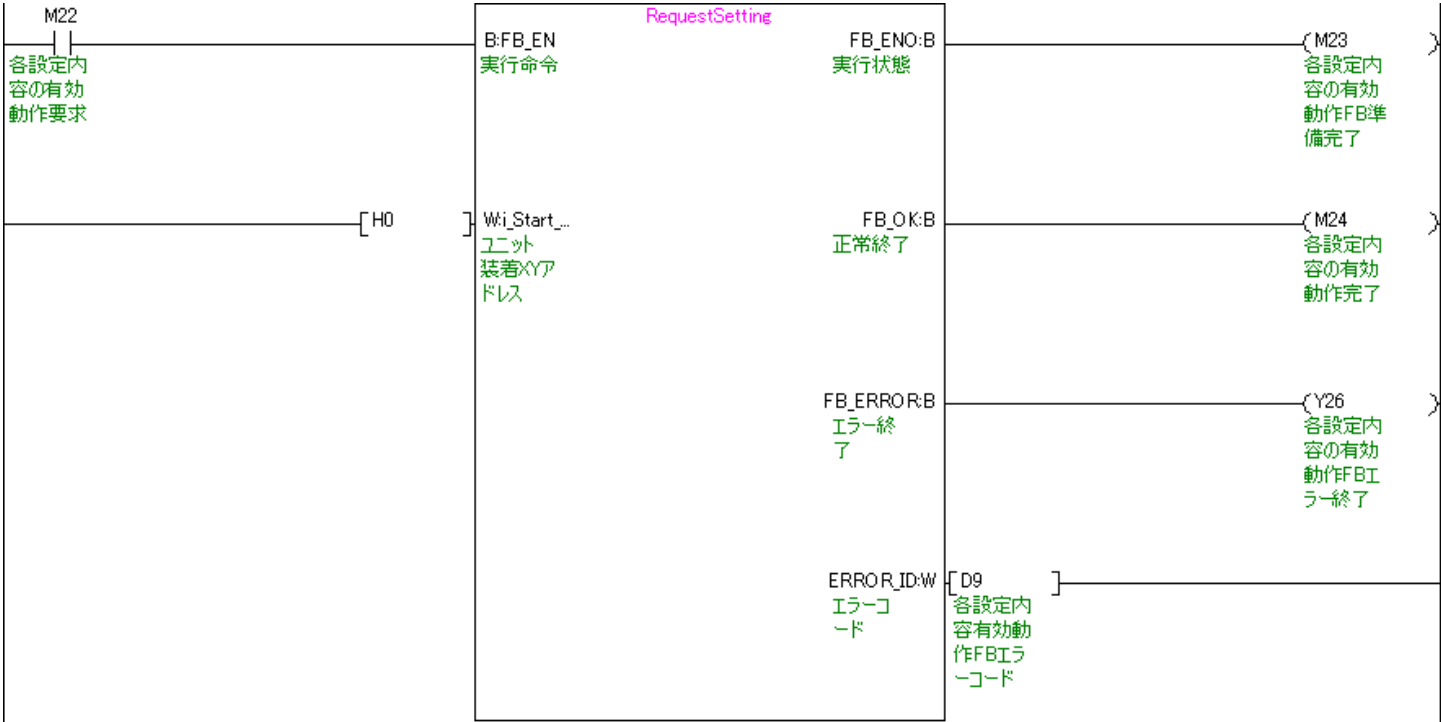 M22
各設定内
容の有効
動作要求
RequestSetting
B:FB_EN
実行命令
FB_ENO:B
実行状態
M23
各設定内
容の有効
動作FB準
備完了
H0
W:i_Start_...
ユニット
装着XYア
ドレス
FB_OK:B
正常終了
M24
各設定内
容の有効
動作完了
FB_ERROR:B
エラー終
了
Y26
各設定内
容の有効
動作FBエ
ラー終了
ERROR_ID:W
エラーコ
ード
D9
各設定内
容有効動
作FBエラ
ーコード